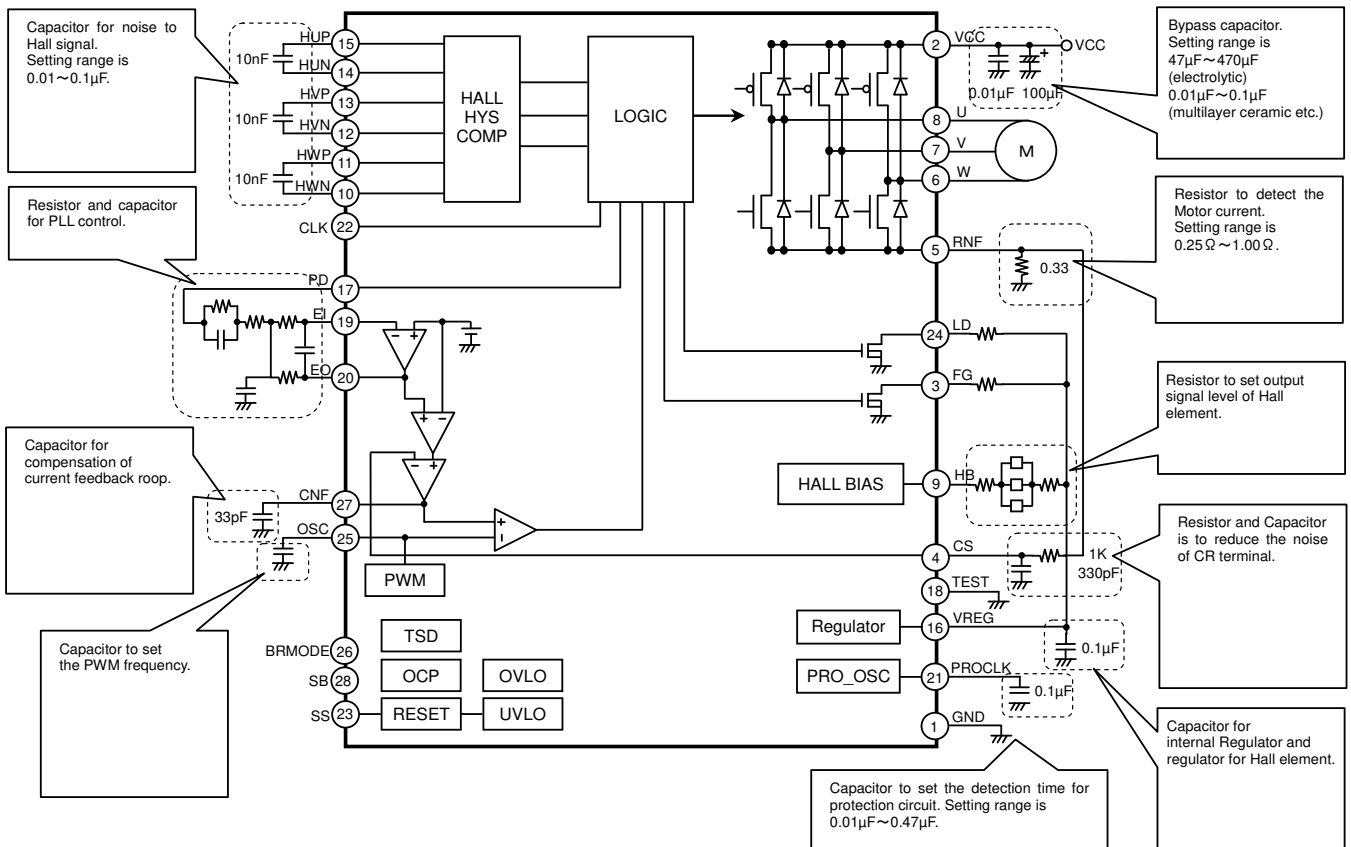 Capacitor for noise to
Hall signal.
Setting range is
0.01～0.1μF.
Resistor and capacitor
for PLL control.
Capacitor for
compensation of
current feedback roop.
Capacitor to set
the PWM frequency.
10nF
10nF
10nF
HUP
15
HUN
14
HVP
13
HVN
12
HWP
11
HWN
10
CLK
22
PD
17
EI
19
EO
20
CNF
27
33pF
OSC
25
BRMODE
26
SB
28
SS
23
HALL
HYS
COMP
LOGIC
PWM
TSD
OCP
OVLO
RESET
UVLO
HALL BIAS
Regulator
PRO_OSC
2
VCC
VCC
+
0.01μF
100μF
8
U
7
V
6
W
M
5
RNF
0.33
24
LD
3
FG
9
HB
4
CS
1K
330pF
18
TEST
16
VREG
0.1μF
21
PROCLK
0.1μF
1
GND
Bypass capacitor.
Setting range is
47μF～470μF
(electrolytic)
0.01μF～0.1μF
(multilayer ceramic etc.)
Resistor to detect the
Motor current.
Setting range is
0.25Ω～1.00Ω.
Resistor to set output
signal level of Hall
element.
Resistor and Capacitor
is to reduce the noise
of CR terminal.
Capacitor for
internal Regulator and
regulator for Hall element.
Capacitor to set the detection time for
protection circuit. Setting range is
0.01μF～0.47μF.